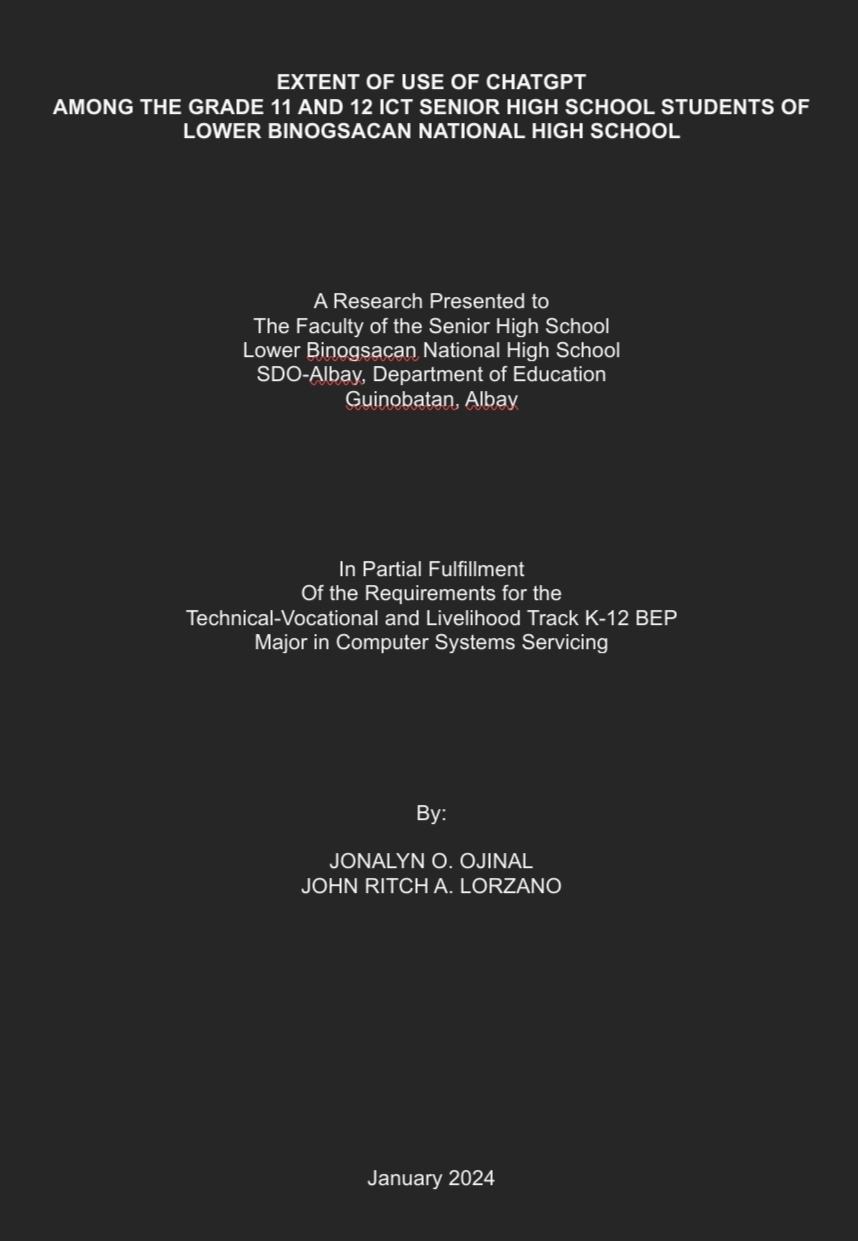 EXTENT OF USE OF CHATGPT
AMONG THE GRADE 11 AND 12 ICT SENIOR HIGH SCHOOL STUDENTS OF
LOWER BINOGSACAN NATIONAL HIGH SCHOOL
A Research Presented to
The Faculty of the Senior High School
Lower Binogsacan National High School
SDO-Albay, Department of Education
Guinobatan, Albay
In Partial Fulfillment
Of the Requirements for the
Technical-Vocational and Livelihood Track K-12 BEP
Major in Computer Systems Servicing
By:
JONALYN O. OJINAL
JOHN RITCH A. LORZANO
January 2024